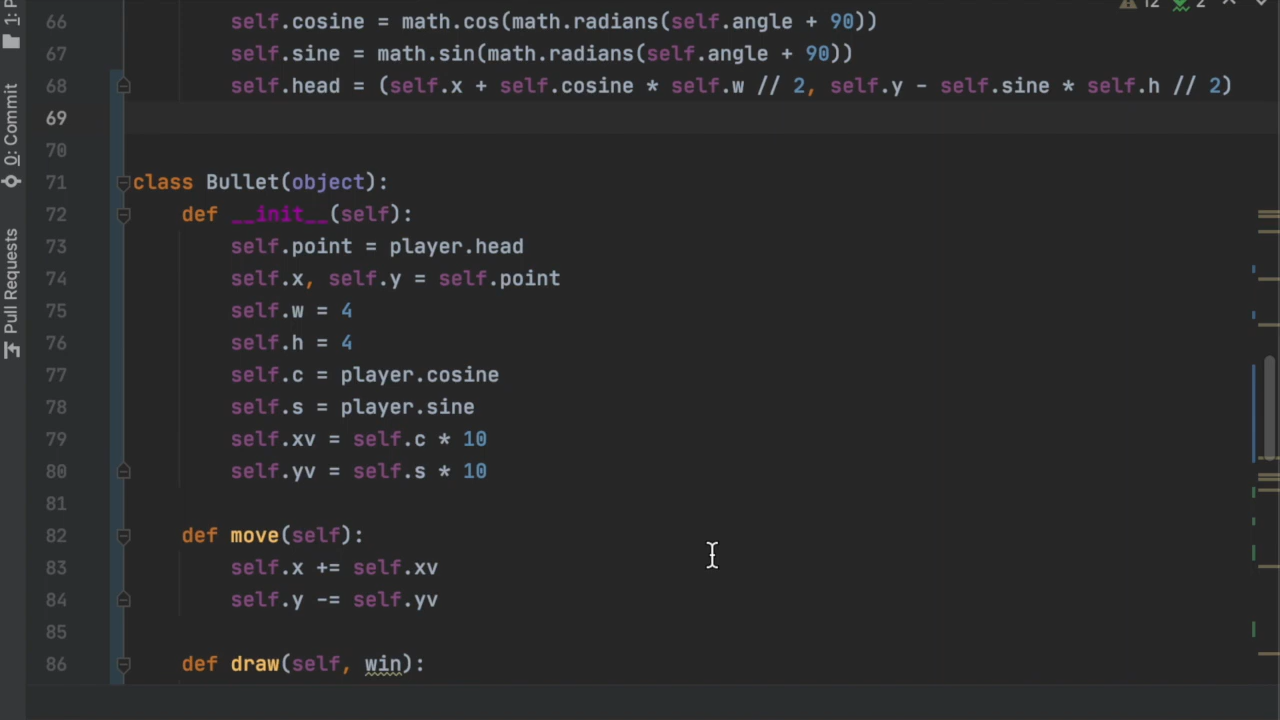 66 self.cosine = math.cos(math.radians(self.angle + 90))
67 self.sine = math.sin(math.radians(self.angle + 90))
68 self.head = (self.x + self.cosine * self.w // 2, self.y - self.sine * self.h // 2)
69
70
71 class Bullet(object):
72 def __init__(self):
73 self.point = player.head
74 self.x, self.y = self.point
75 self.w = 4
76 self.h = 4
77 self.c = player.cosine
78 self.s = player.sine
79 self.xv = self.c * 10
80 self.yv = self.s * 10
81
82 def move(self):
83 self.x += self.xv
84 self.y -= self.yv
85
86 def draw(self, win):
1: P
0: Commit
Pull Requests
12 2